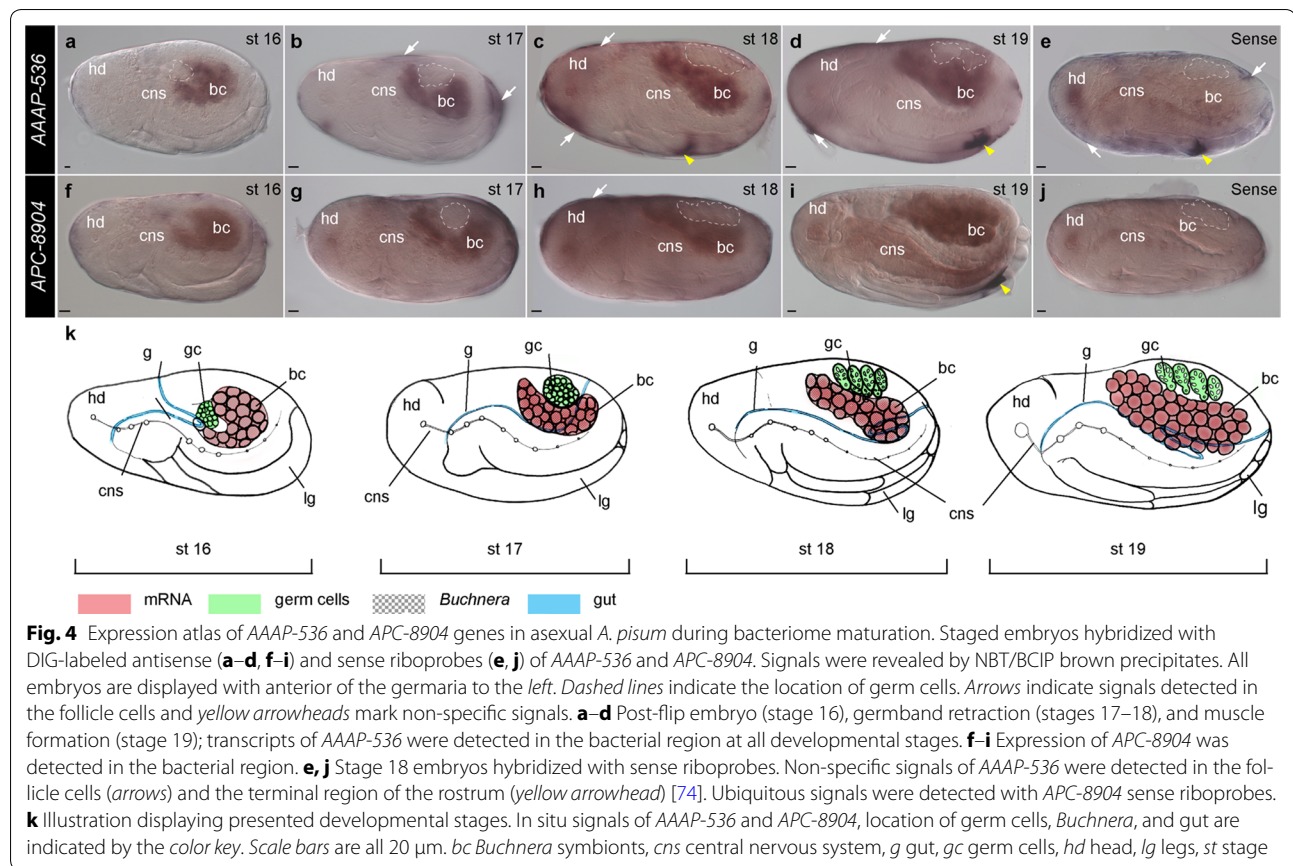 AAAP-536
a
st 16
hd
cns
bc
b
st 17
hd
cns
bc
c
st 18
hd
cns
bc
d
st 19
hd
cns
bc
e
Sense
hd
cns
bc
APC-8904
f
st 16
hd
cns
bc
g
st 17
hd
cns
bc
h
st 18
hd
cns
bc
i
st 19
hd
cns
bc
j
Sense
hd
cns
bc
k
g
gc
bc
hd
cns
lg
st 16
g
gc
bc
hd
cns
lg
st 17
g
gc
bc
hd
lg
cns
st 18
g
gc
bc
hd
lg
st 19
mRNA
germ cells
Buchnera
gut
Fig. 4 Expression atlas of AAAP-536 and APC-8904 genes in asexual A. pisum during bacteriome maturation. Staged embryos hybridized with
DIG-labeled antisense (a–d, f–i) and sense riboprobes (e, j) of AAAP-536 and APC-8904. Signals were revealed by NBT/BCIP brown precipitates. All
embryos are displayed with anterior of the germaria to the left. Dashed lines indicate the location of germ cells. Arrows indicate signals detected in
the follicle cells and yellow arrowheads mark non-specific signals. a–d Post-flip embryo (stage 16), germband retraction (stages 17–18), and muscle
formation (stage 19); transcripts of AAAP-536 were detected in the bacterial region at all developmental stages. f–i Expression of APC-8904 was
detected in the bacterial region. e, j Stage 18 embryos hybridized with sense riboprobes. Non-specific signals of AAAP-536 were detected in the fol-
licle cells (arrows) and the terminal region of the rostrum (yellow arrowhead) [74]. Ubiquitous signals were detected with APC-8904 sense riboprobes.
k Illustration displaying presented developmental stages. In situ signals of AAAP-536 and APC-8904, location of germ cells, Buchnera, and gut are
indicated by the color key. Scale bars are all 20 μm. bc Buchnera symbionts, cns central nervous system, g gut, gc germ cells, hd head, lg legs, st stage